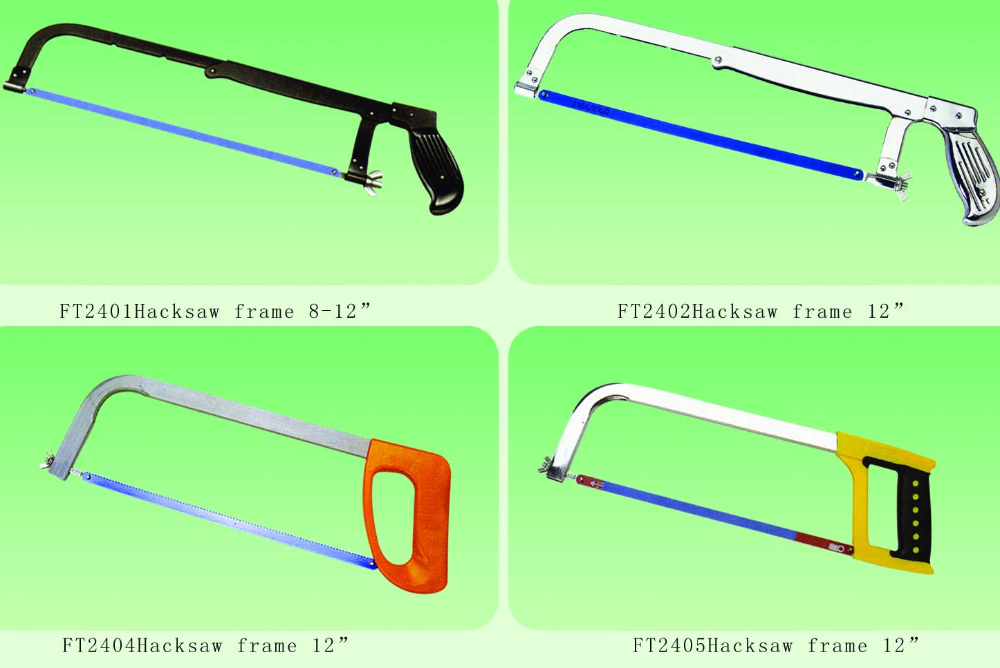 FT2401Hacksaw frame 8-12”
FT2402Hacksaw frame 12”
FT2404Hacksaw frame 12”
FT2405Hacksaw frame 12”